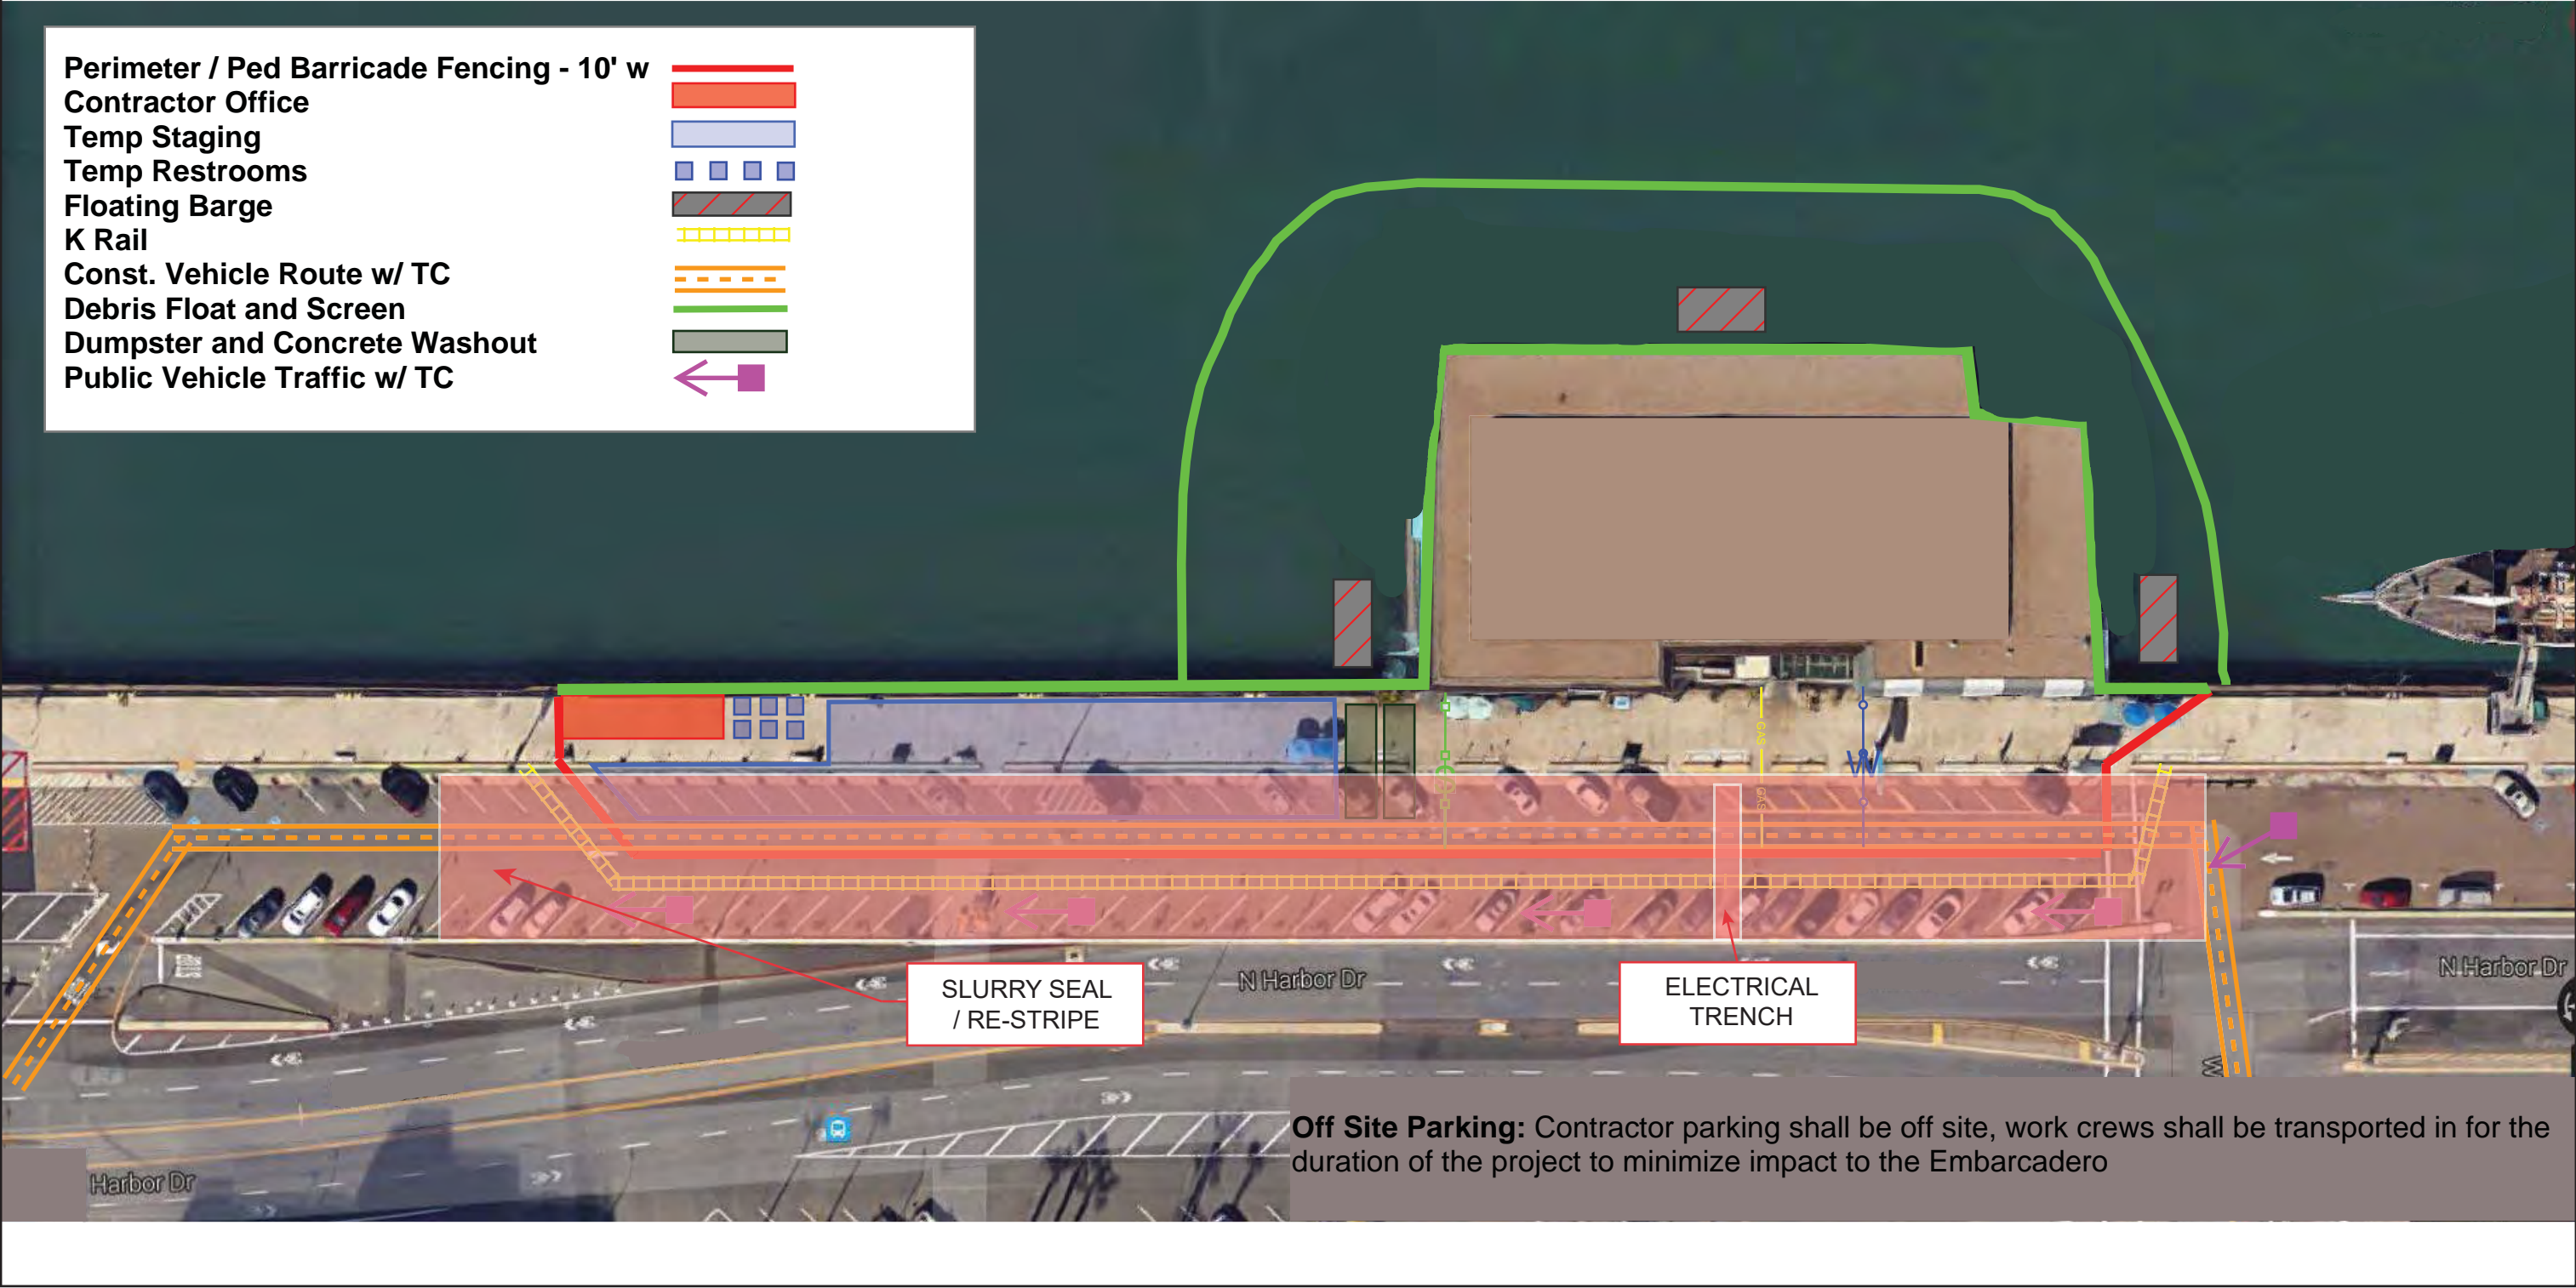 Perimeter / Ped Barricade Fencing - 10' w
Contractor Office
Temp Staging
Temp Restrooms
Floating Barge
K Rail
Const. Vehicle Route w/ TC
Debris Float and Screen
Dumpster and Concrete Washout
Public Vehicle Traffic w/ TC
GAS
W
GAS
STOP
SLURRY SEAL
/ RE-STRIPE
N Harbor Dr
ELECTRICAL
TRENCH
N Harbor Dr
W
Off Site Parking: Contractor parking shall be off site, work crews shall be transported in for the
duration of the project to minimize impact to the Embarcadero
Harbor Dr